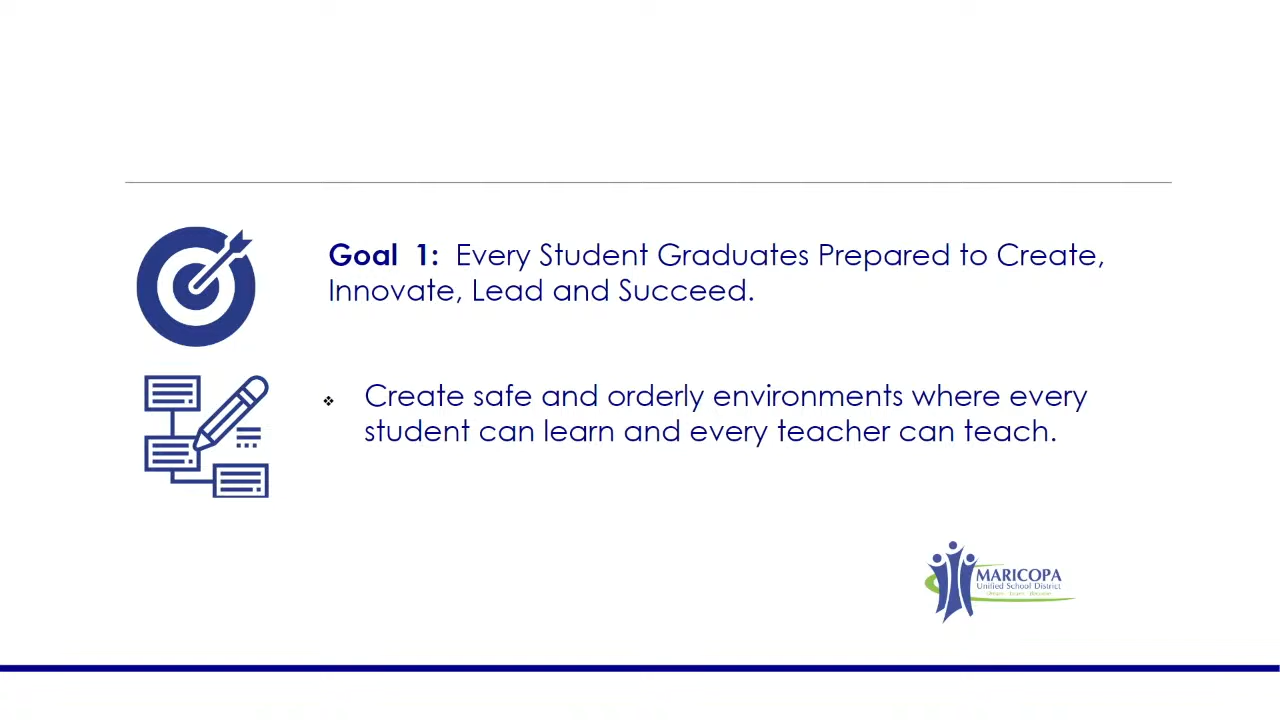 Goal 1: Every Student Graduates Prepared to Create,
Innovate, Lead and Succeed.
❖ Create safe and orderly environments where every
student can learn and every teacher can teach.
MARICOPA
Unified School District